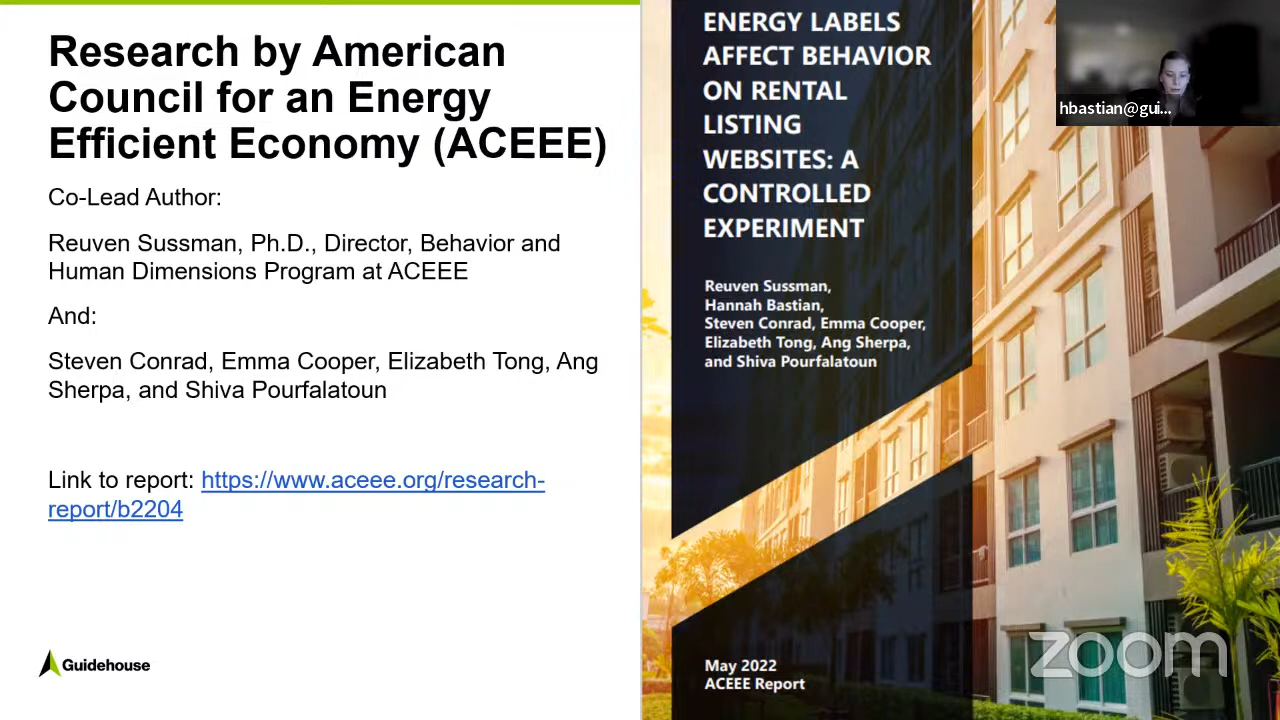 Research by American
Council for an Energy
Efficient Economy (ACEEE)
Co-Lead Author:
Reuven Sussman, Ph.D., Director, Behavior and
Human Dimensions Program at ACEEE
And:
Steven Conrad, Emma Cooper, Elizabeth Tong, Ang
Sherpa, and Shiva Pourfalatoun
Link to report: https://www.aceee.org/research-
report/b2204
Guidehouse
ENERGY LABELS
AFFECT BEHAVIOR
ON RENTAL
LISTING
WEBSITES: A
CONTROLLED
EXPERIMENT
Reuven Sussman,
Hannah Bastian,
Steven Conrad, Emma Cooper,
Elizabeth Tong, Ang Sherpa,
and Shiva Pourfalatoun
May 2022
ACEEE Report
hbastian@gui...
zoom